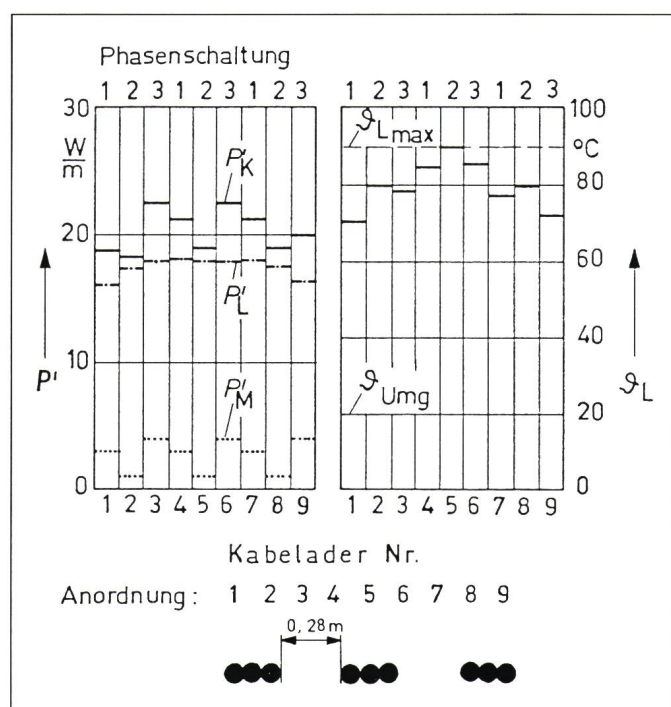 Phasenschaltung
1 2 3 1 2 3 1 2 3
1 2 3 1 2 3 1 2 3
30
W/m
20
10
0
P'
P'K
P'L
P'M
1 2 3 4 5 6 7 8 9
100
°C
80
60
40
20
0
ϑL
ϑLmax
ϑUmg
1 2 3 4 5 6 7 8 9
Kabelader Nr.
Anordnung: 1 2 3 4 5 6 7 8 9
0,28m